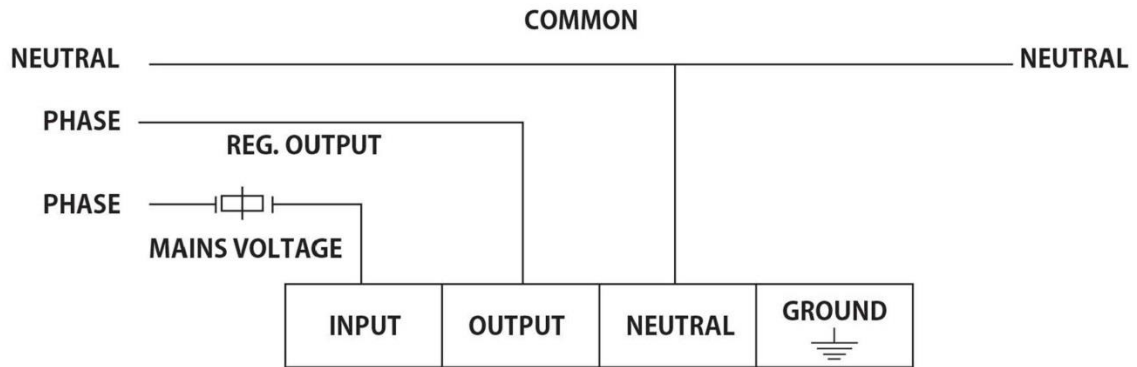 COMMON
NEUTRAL NEUTRAL
PHASE
REG. OUTPUT
PHASE
MAINS VOLTAGE
INPUT OUTPUT NEUTRAL GROUND